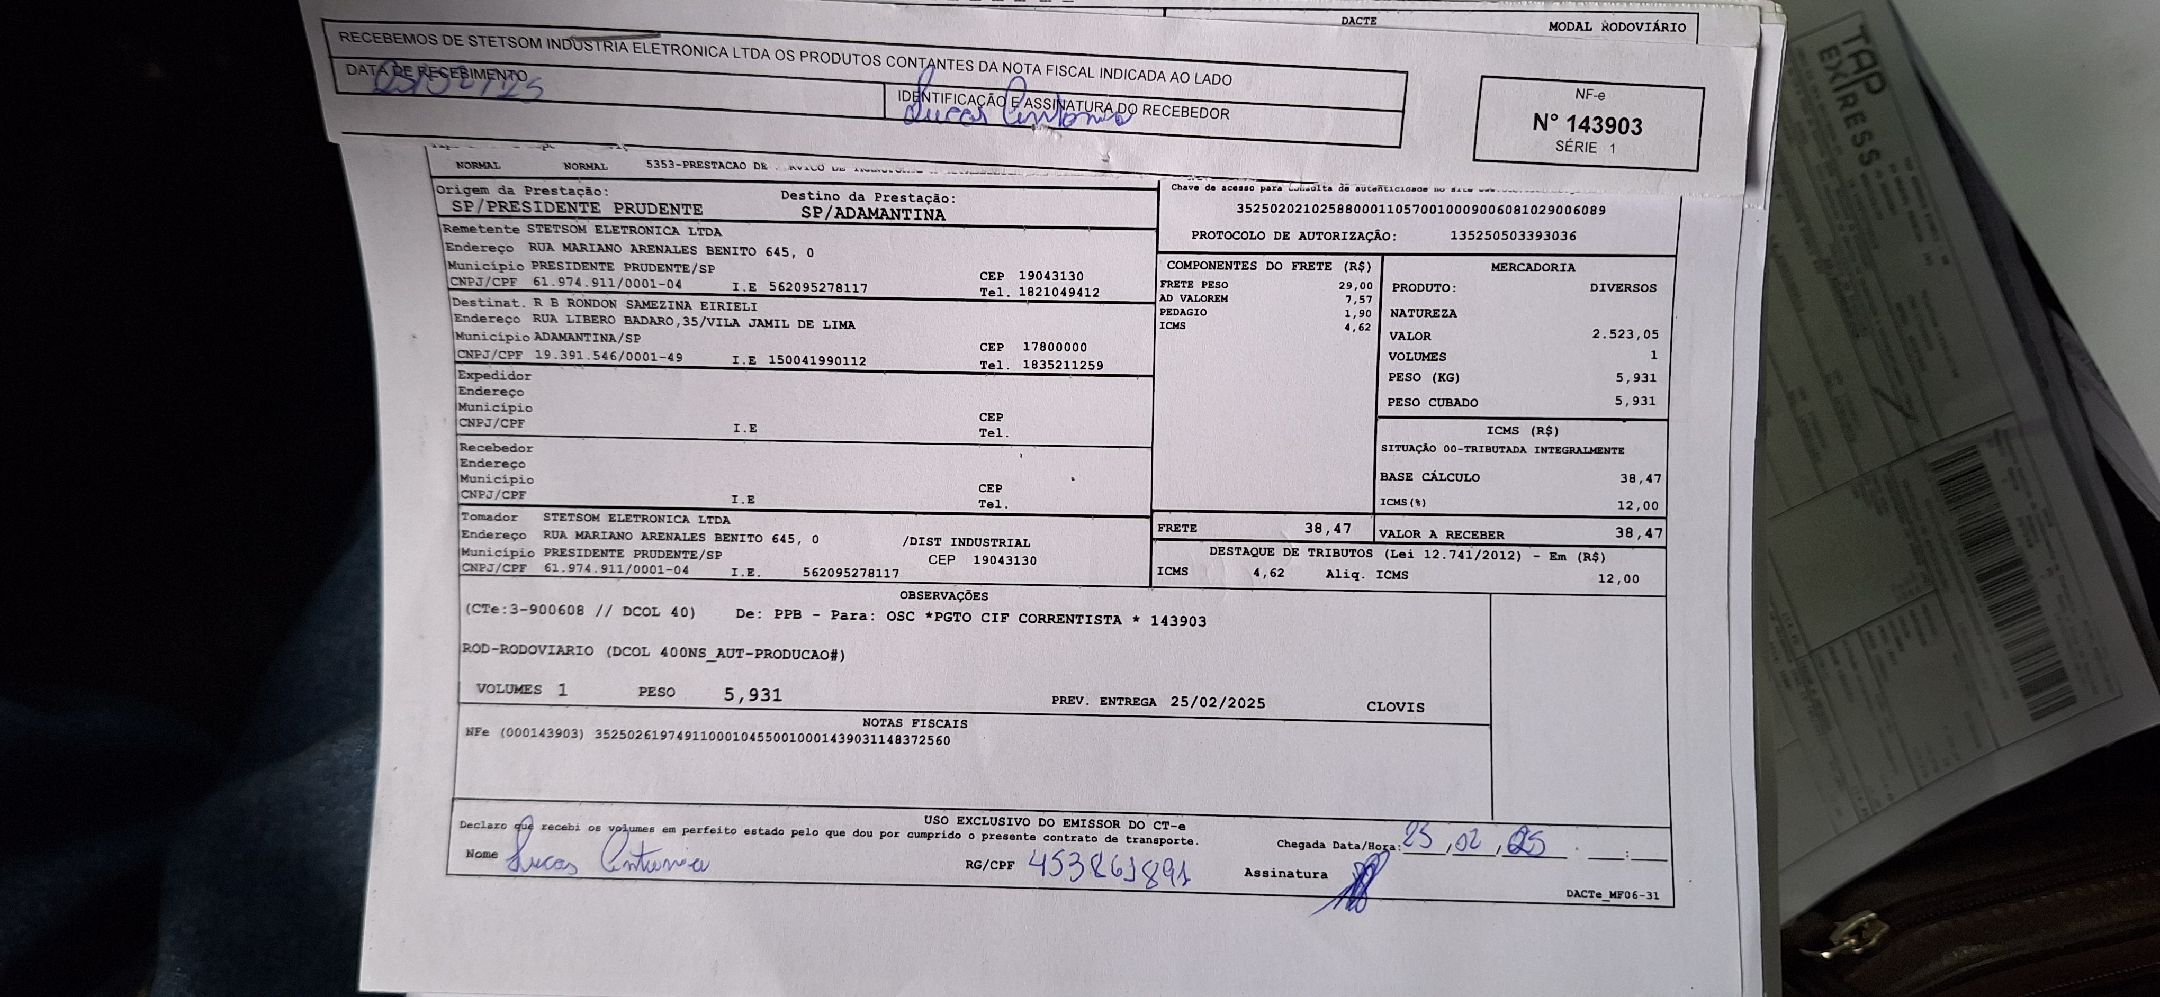 DACTE
MODAL RODOVIÁRIO
RECEBEMOS DE STETSOM INDUSTRIA ELETRONICA LTDA OS PRODUTOS CONTANTES DA NOTA FISCAL INDICADA AO LADO
DATA DE RECEBIMENTO
IDENTIFICAÇÃO E ASSINATURA DO RECEBEDOR
Lucas Antonio
NF-e
N° 143903
SÉRIE 1
NORMAL NORMAL 5353-PRESTACAO DE
Chave de acesso para consulta de autenticidade no site
35250202102588000110570010009006081029006089
PROTOCOLO DE AUTORIZAÇÃO: 135250503393036
Origem da Prestação: Destino da Prestação:
SP/PRESIDENTE PRUDENTE SP/ADAMANTINA
Remetente STETSOM ELETRONICA LTDA
Endereço RUA MARIANO ARENALES BENITO 645, 0
Município PRESIDENTE PRUDENTE/SP CEP 19043130
CNPJ/CPF 61.974.911/0001-04 I.E 562095278117 Tel. 1821049412
Destinat. R B RONDON SAMEZINA EIRIELI
Endereço RUA LIBERO BADARO,35/VILA JAMIL DE LIMA
Município ADAMANTINA/SP CEP 17800000
CNPJ/CPF 19.391.546/0001-49 I.E 150041990112 Tel. 1835211259
Expedidor
Endereço
Município CEP
CNPJ/CPF I.E Tel.
Recebedor
Endereço
Município CEP
CNPJ/CPF I.E Tel.
Tomador STETSOM ELETRONICA LTDA
Endereço RUA MARIANO ARENALES BENITO 645, 0 /DIST INDUSTRIAL
Município PRESIDENTE PRUDENTE/SP CEP 19043130
CNPJ/CPF 61.974.911/0001-04 I.E. 562095278117
COMPONENTES DO FRETE (R$)
FRETE PESO 29,00
AD VALOREM 7,57
PEDAGIO 1,90
ICMS 4,62
MERCADORIA
PRODUTO: DIVERSOS
NATUREZA
VALOR 2.523,05
VOLUMES 1
PESO (KG) 5,931
PESO CUBADO 5,931
ICMS (R$)
SITUAÇÃO 00-TRIBUTADA INTEGRALMENTE
BASE CÁLCULO 38,47
ICMS(%) 12,00
FRETE 38,47 VALOR A RECEBER 38,47
DESTAQUE DE TRIBUTOS (Lei 12.741/2012) - Em (R$)
ICMS 4,62 Aliq. ICMS 12,00
OBSERVAÇÕES
(CTe:3-900608 // DCOL 40) De: PPB - Para: OSC *PGTO CIF CORRENTISTA * 143903
ROD-RODOVIARIO (DCOL 400NS_AUT-PRODUCAO#)
VOLUMES 1 PESO 5,931 PREV. ENTREGA 25/02/2025 CLOVIS
NOTAS FISCAIS
NFe (000143903) 35250261974911000104550010001439031148372560
USO EXCLUSIVO DO EMISSOR DO CT-e
Declaro que recebi os volumes em perfeito estado pelo que dou por cumprido o presente contrato de transporte.
Chegada Data/Hora: 25,02,25 __:__
Nome Lucas Antonio RG/CPF 453861891 Assinatura
DACTe_MF06-31
TAP
EXPRESS